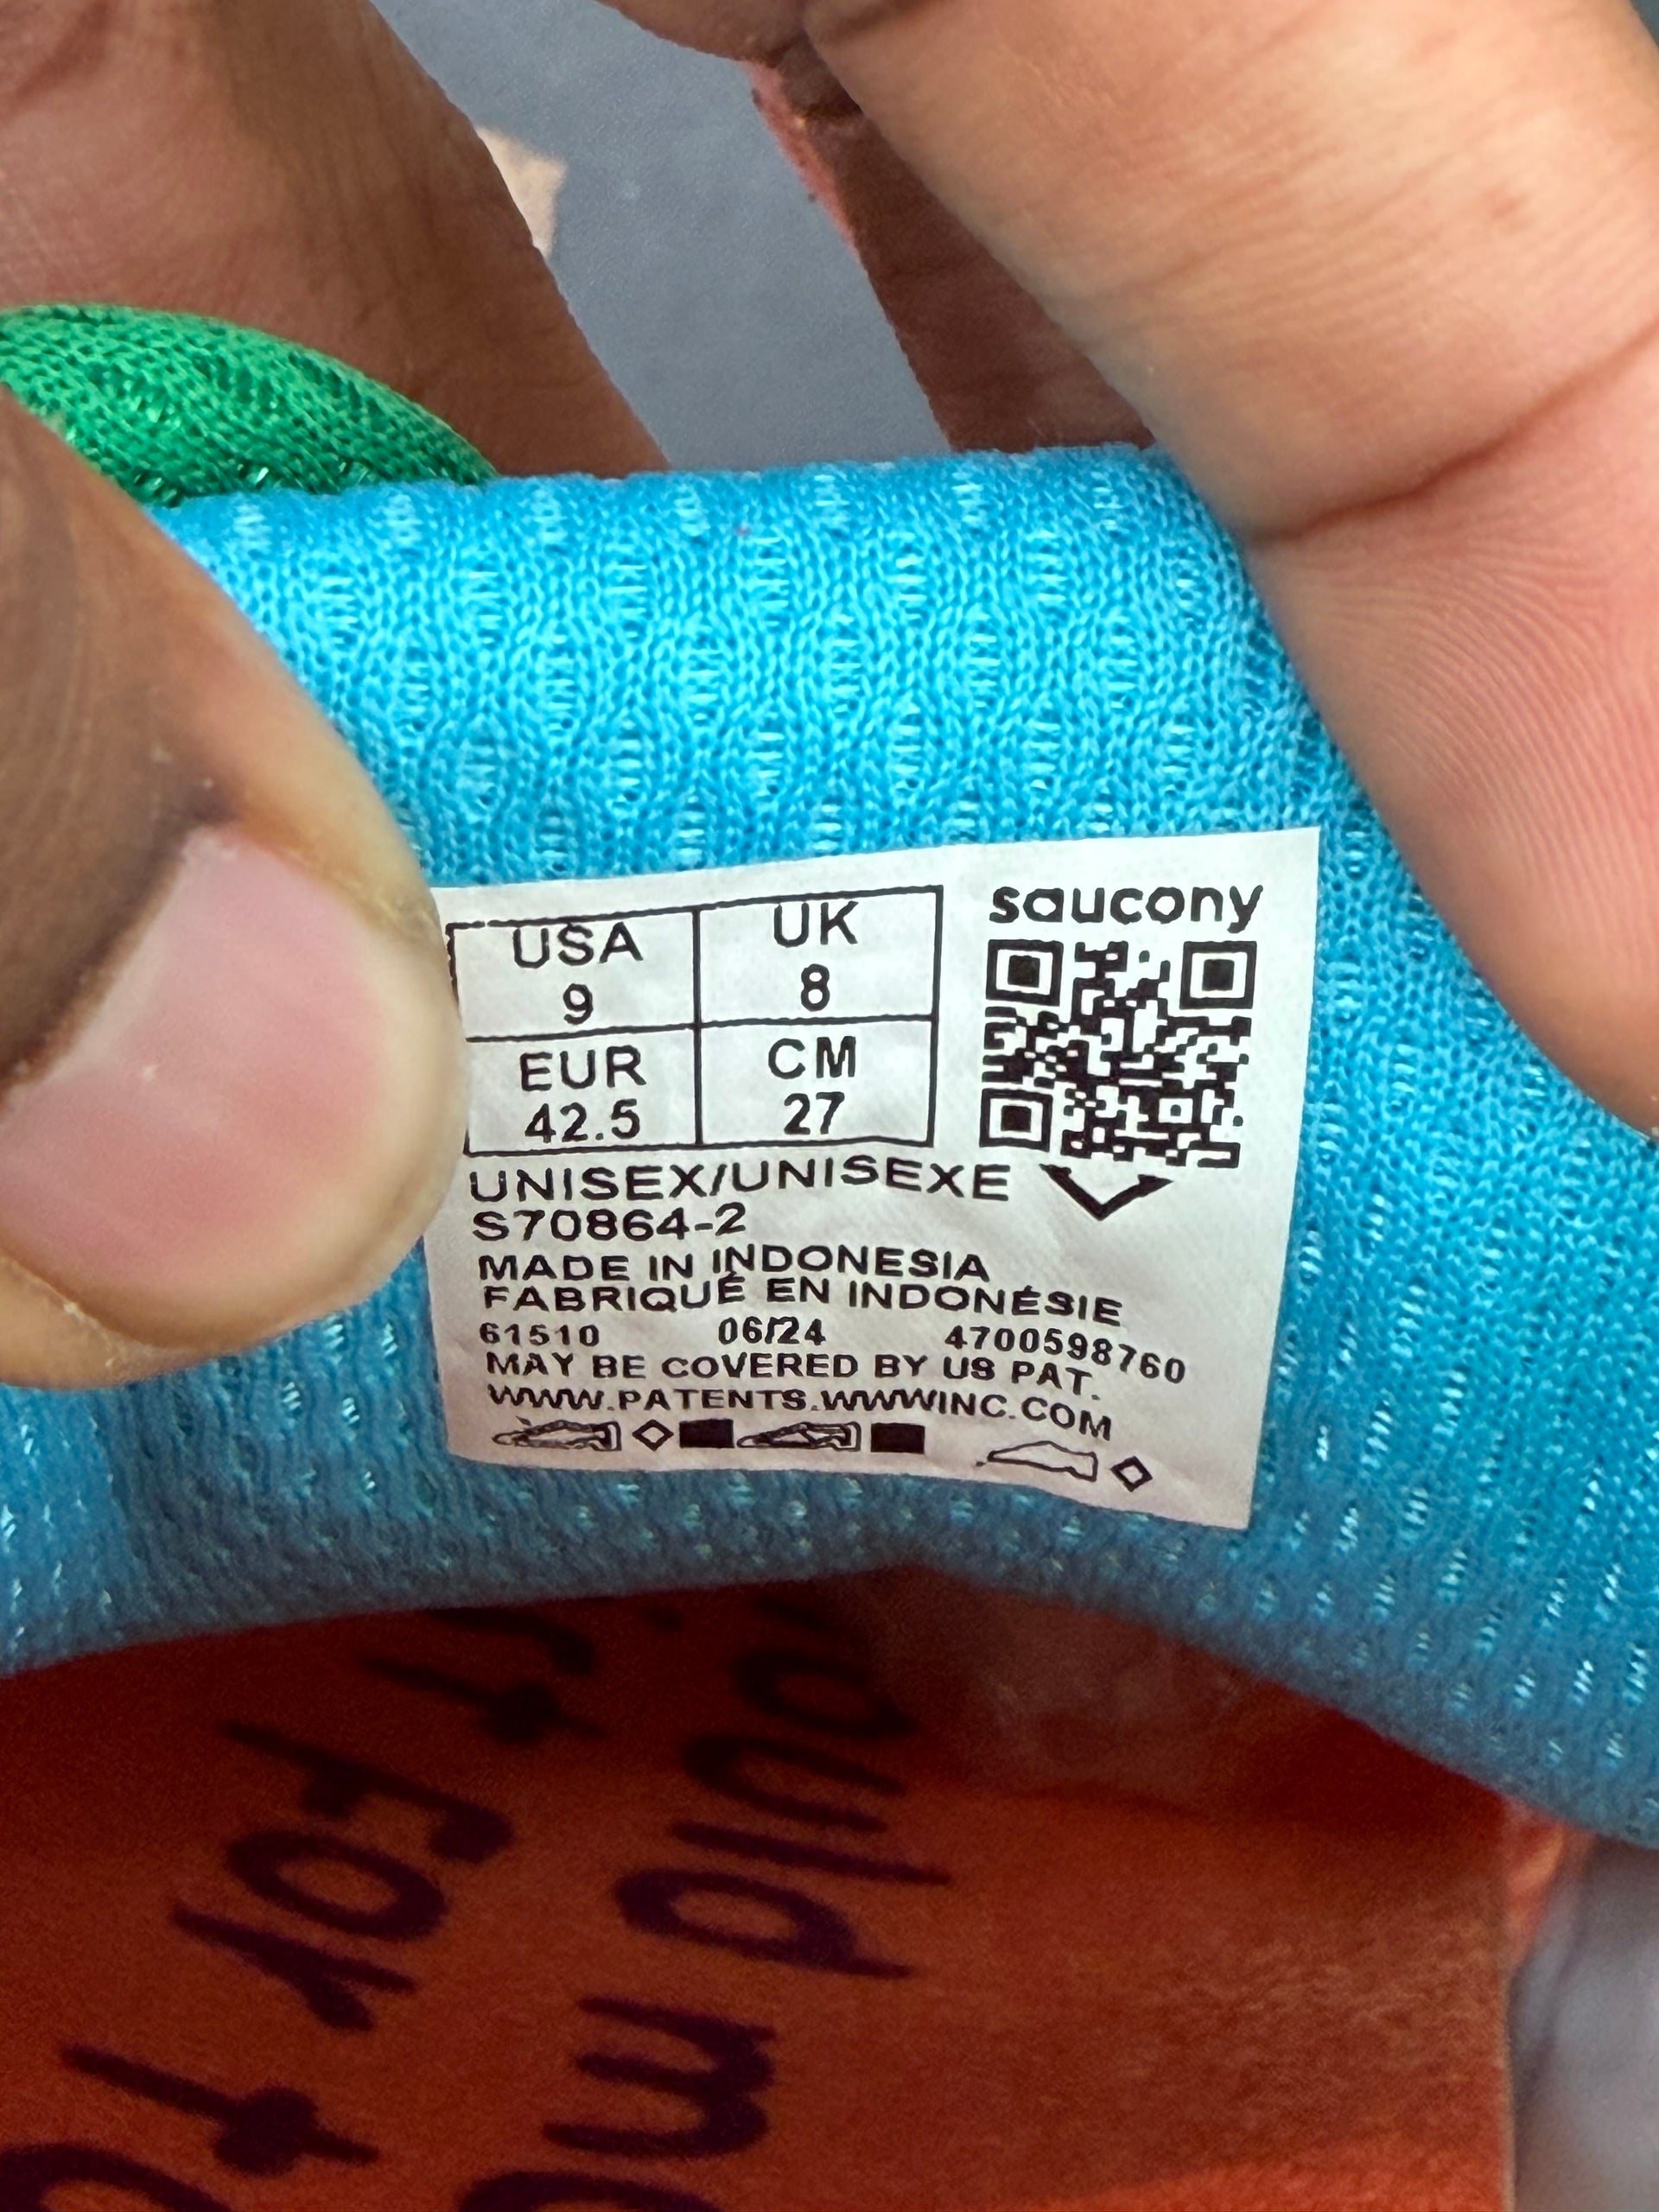 saucony
USA UK
9 8
EUR CM
42.5 27
UNISEX/UNISEXE
S70864-2
MADE IN INDONESIA
FABRIQUÉ EN INDONÉSIE
61510 06/24 4700598760
MAY BE COVERED BY US PAT.
WWW.PATENTS.WWWINC.COM
For